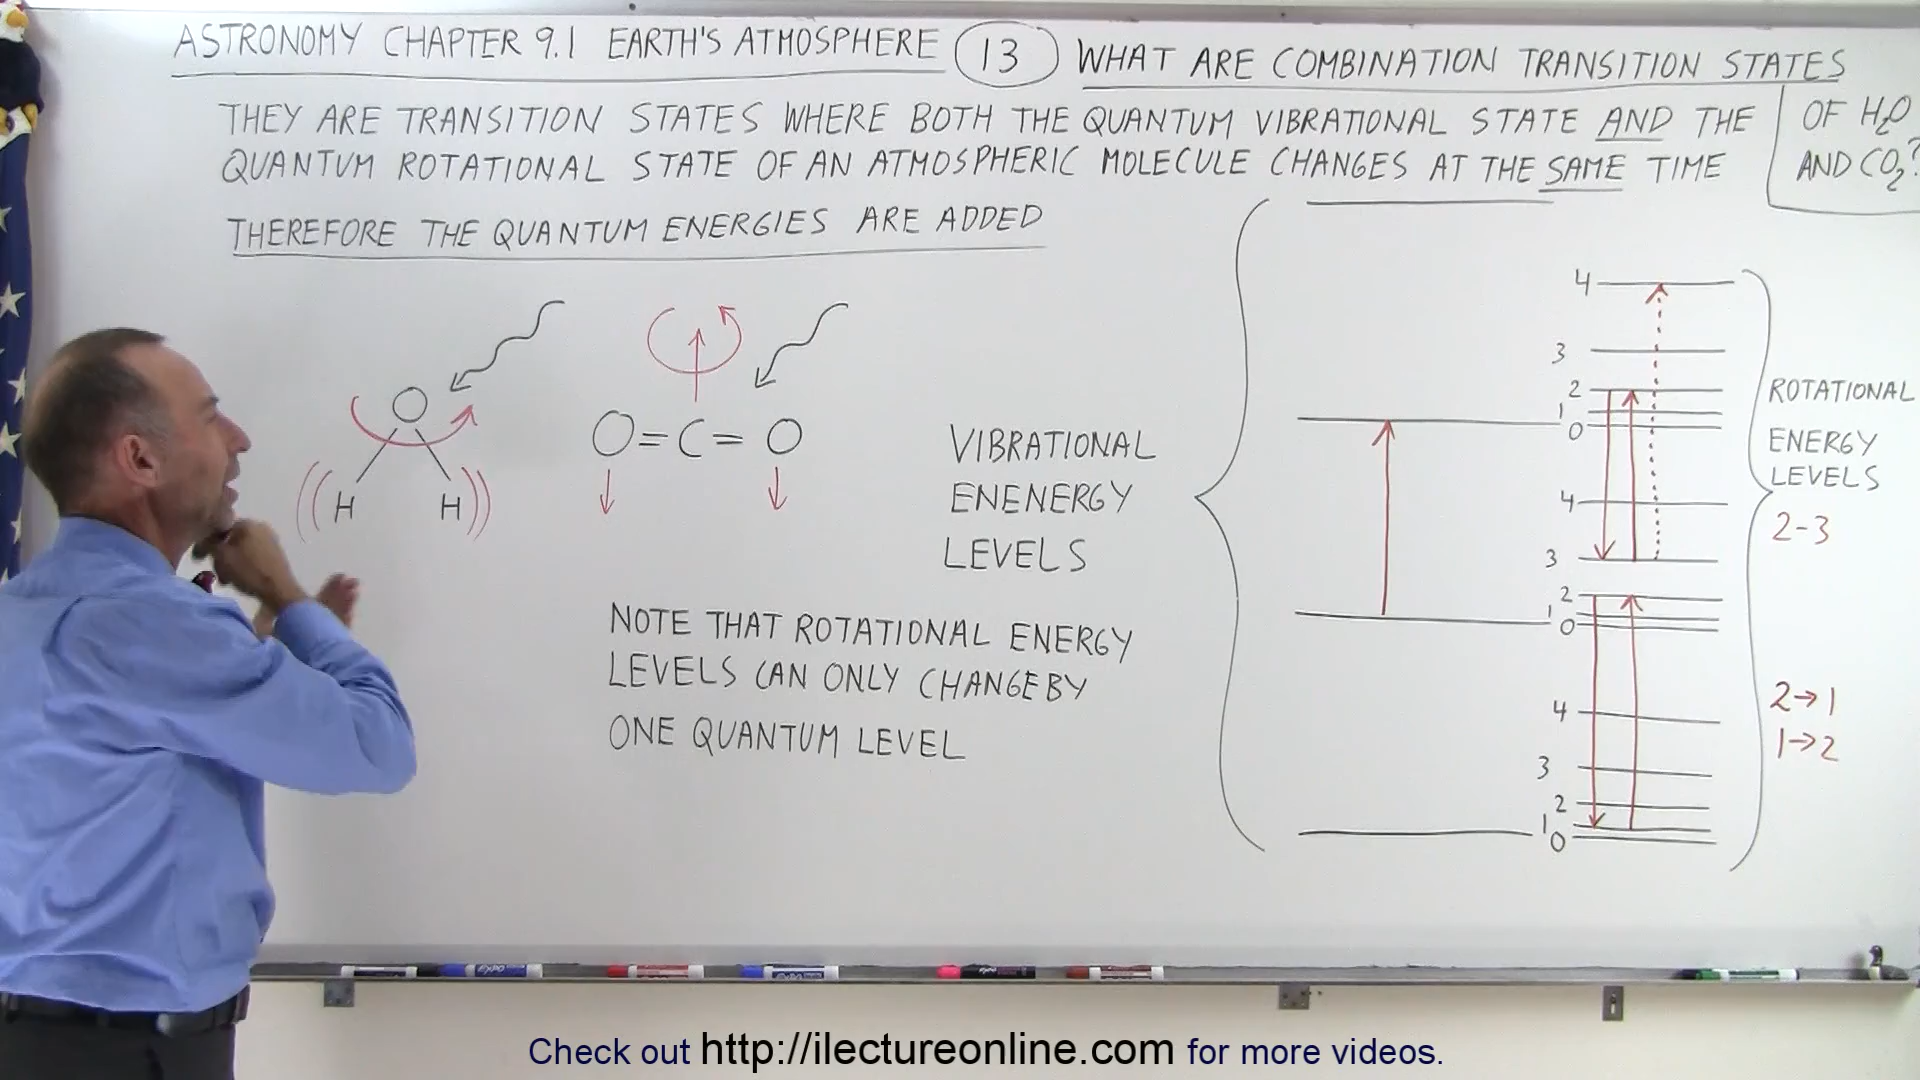 ASTRONOMY CHAPTER 9.1 EARTH'S ATMOSPHERE 13 WHAT ARE COMBINATION TRANSITION STATES
OF H2O
AND CO2?
THEY ARE TRANSITION STATES WHERE BOTH THE QUANTUM VIBRATIONAL STATE AND THE
QUANTUM ROTATIONAL STATE OF AN ATMOSPHERIC MOLECULE CHANGES AT THE SAME TIME
THEREFORE THE QUANTUM ENERGIES ARE ADDED
O
H H
O=C=O
VIBRATIONAL
ENENERGY
LEVELS
NOTE THAT ROTATIONAL ENERGY
LEVELS CAN ONLY CHANGE BY
ONE QUANTUM LEVEL
4
3
2
1
0
4
3
2
1
0
4
3
2
1
0
ROTATIONAL
ENERGY
LEVELS
2-3
2→1
1→2
EXPO
EXPO
Check out http://ilectureonline.com for more videos.